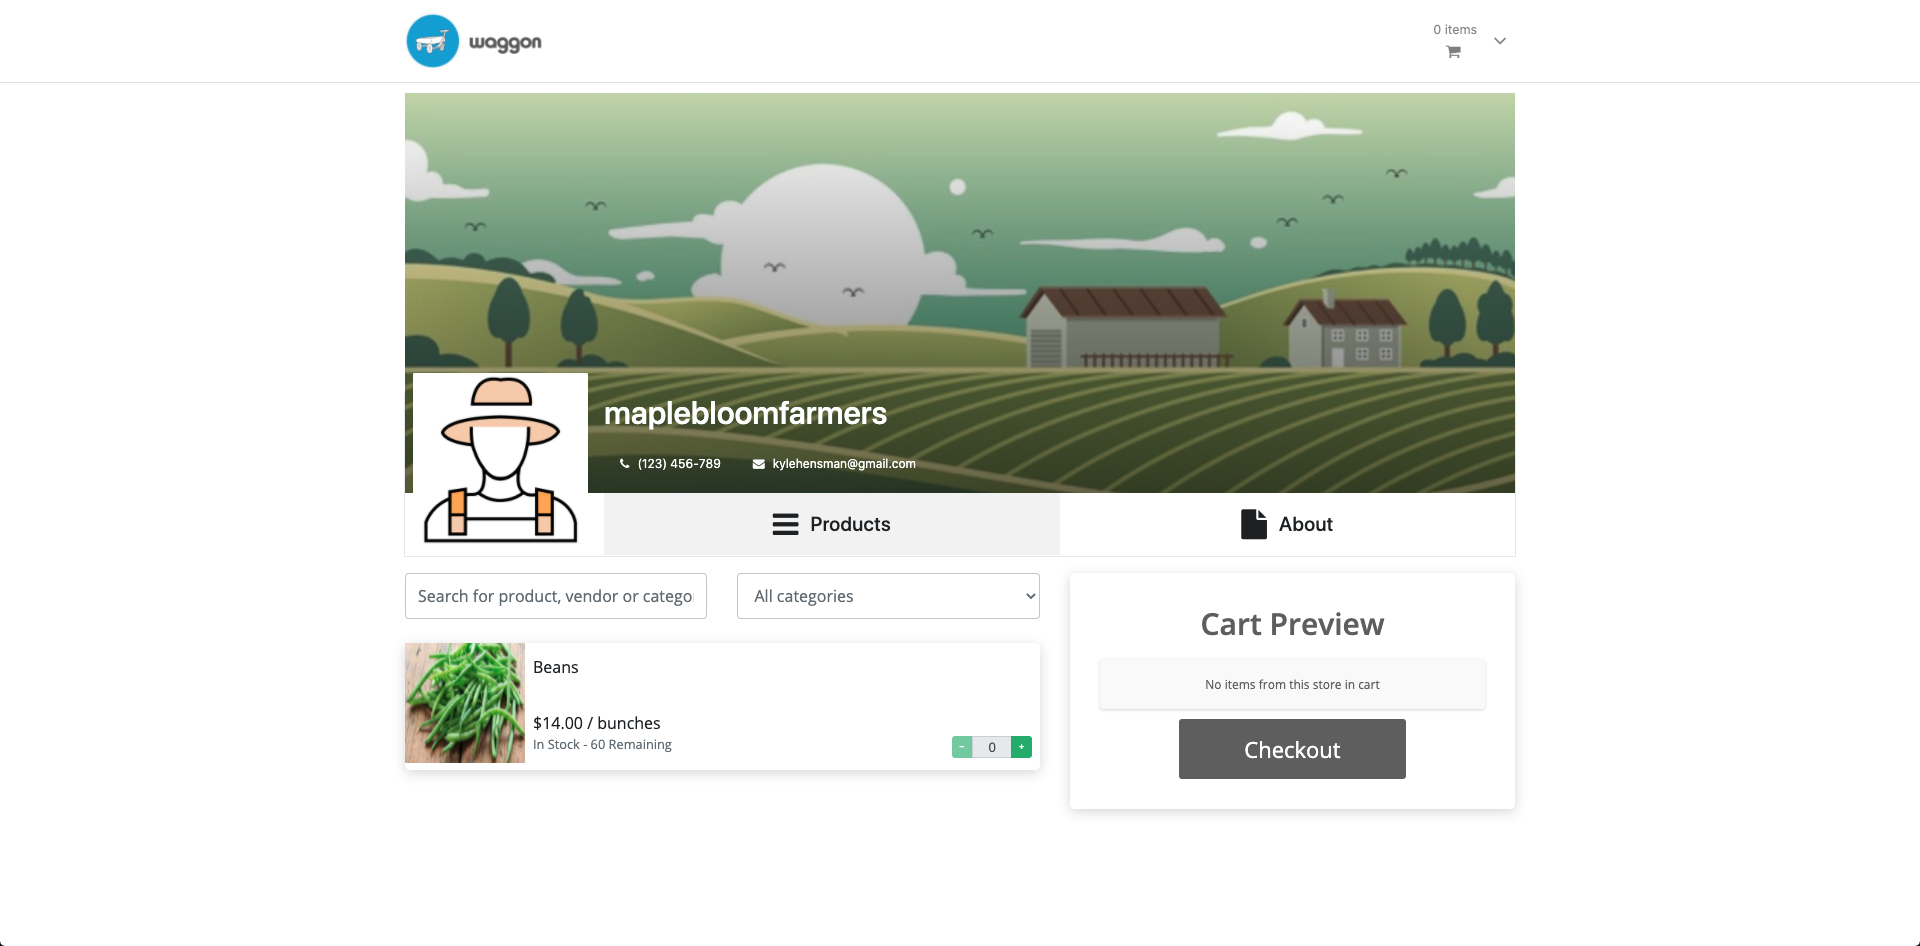 waggon
0 items
maplebloomfarmers
(123) 456-789
kylehensman@gmail.com
Products
About
Search for product, vendor or catego
All categories
Beans
$14.00 / bunches
In Stock - 60 Remaining
- 0 +
Cart Preview
No items from this store in cart
Checkout